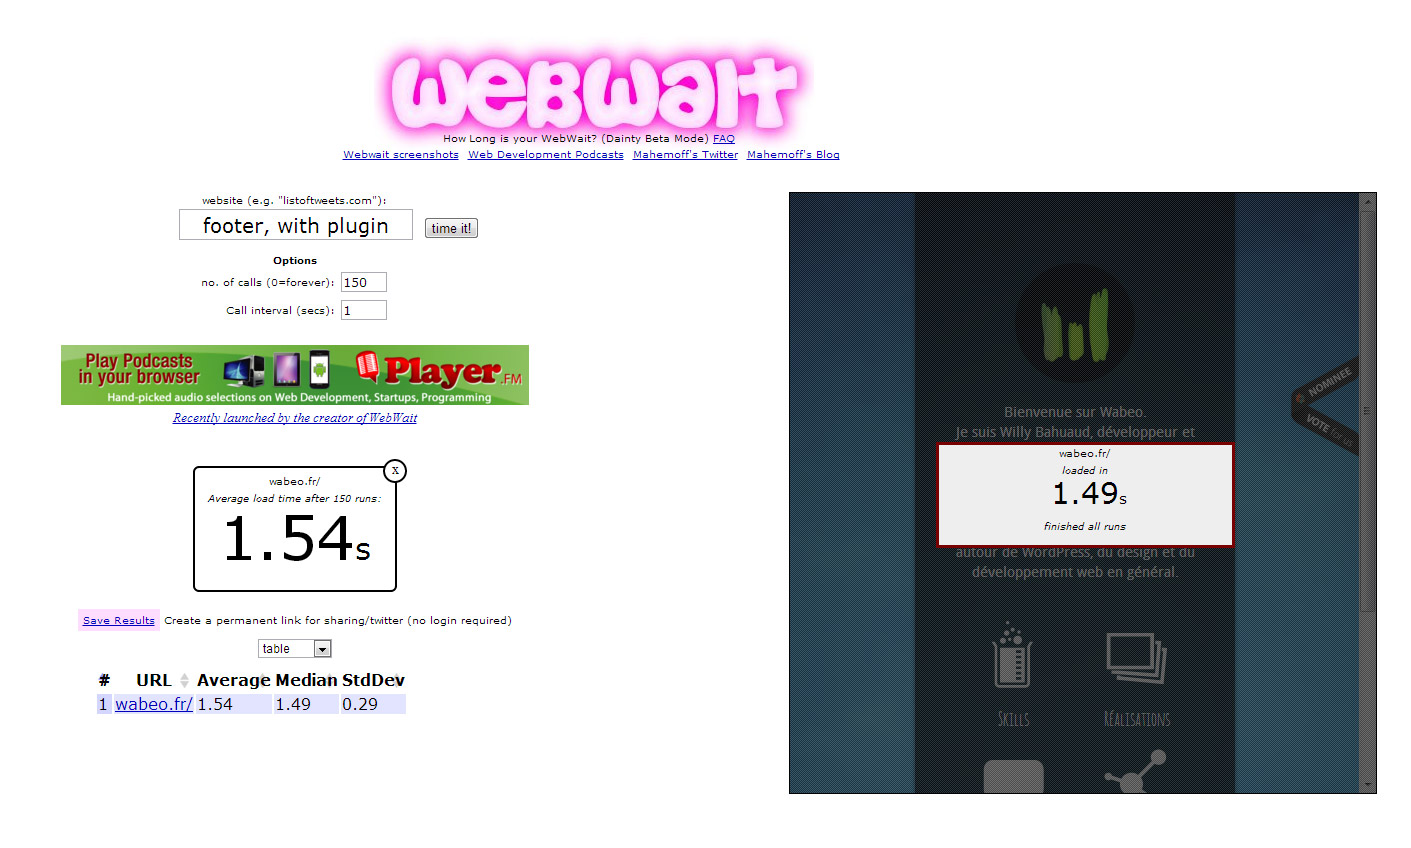 webwait
How Long is your WebWait? (Dainty Beta Mode) FAQ
Webwait screenshots Web Development Podcasts Mahemoff's Twitter Mahemoff's Blog
website (e.g. "listoftweets.com"):
footer, with plugin time it!
Options
no. of calls (0=forever): 150
Call interval (secs): 1
Play Podcasts
in your browser
Player.FM
Hand-picked audio selections on Web Development, Startups, Programming
Recently launched by the creator of WebWait
x
wabeo.fr/
Average load time after 150 runs:
1.54s
Save Results Create a permanent link for sharing/twitter (no login required)
table
# URL Average Median StdDev
1 wabeo.fr/ 1.54 1.49 0.29
NOMINEE
VOTE for us
Bienvenue sur Wabeo.
Je suis Willy Bahuaud, développeur et
wabeo.fr/
loaded in
1.49s
finished all runs
autour de WordPress, du design et du
développement web en général.
Skills Réalisations